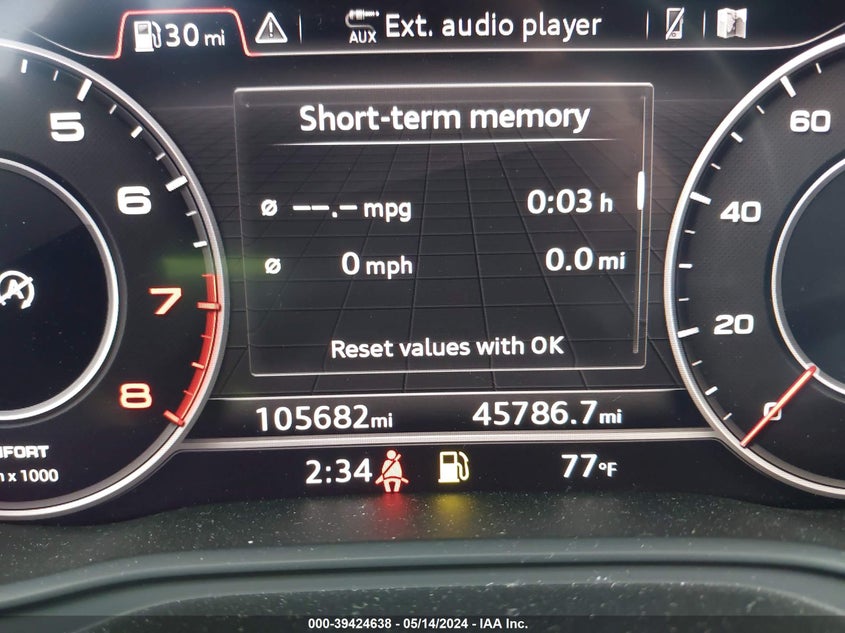 30 mi
AUX Ext. audio player
Short-term memory
ø --.- mpg 0:03 h
ø 0 mph 0.0 mi
Reset values with OK
105682 mi 45786.7 mi
2:34 77°F
5
6
7
8
x 1000
60
40
20
0
A
000-39424638 - 05/14/2024 - IAA Inc.